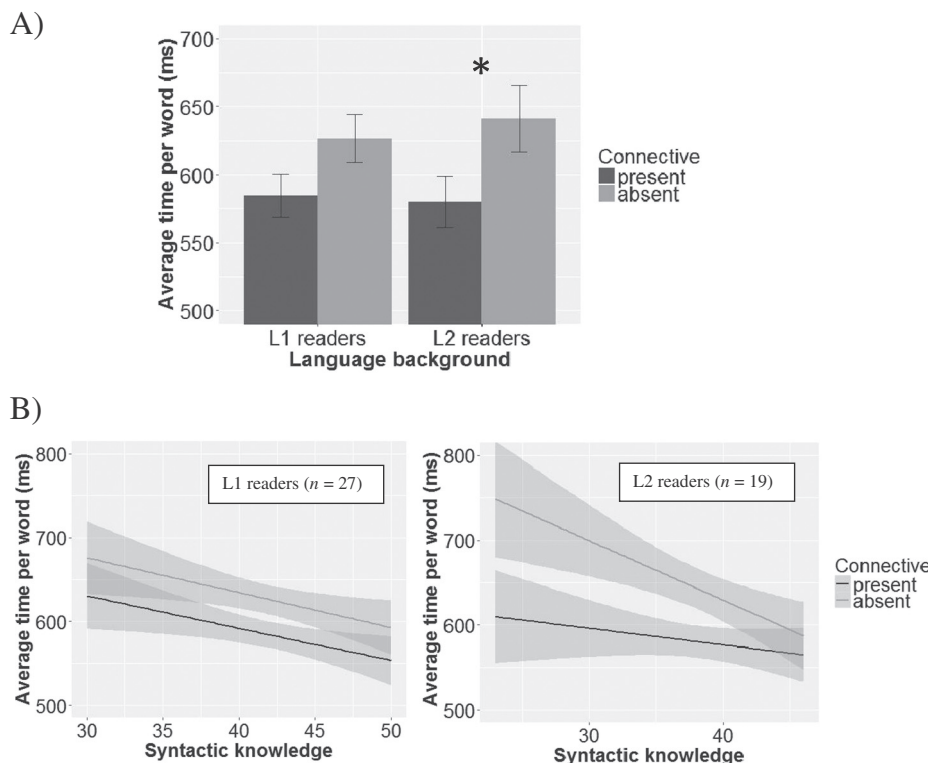 A)
700
650
600
550
500
Average time per word (ms)
*
L1 readers
L2 readers
Language background
Connective
present
absent
B)
800
700
600
500
Average time per word (ms)
L1 readers (n = 27)
30
35
40
45
50
Syntactic knowledge
800
700
600
500
Average time per word (ms)
L2 readers (n = 19)
30
40
Syntactic knowledge
Connective
present
absent